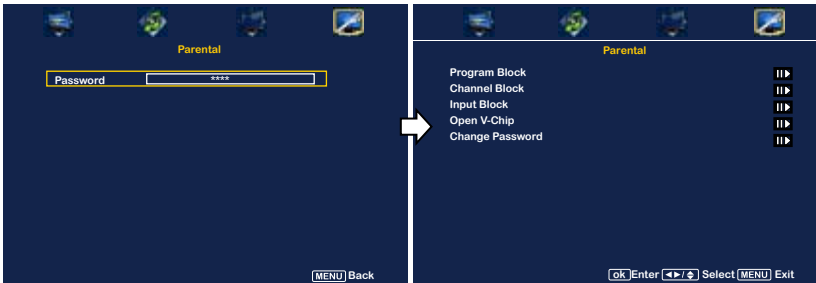 Parental
Password ****
MENU Back
Parental
Program Block
Channel Block
Input Block
Open V-Chip
Change Password
ok Enter ◄►/♦ Select MENU Exit